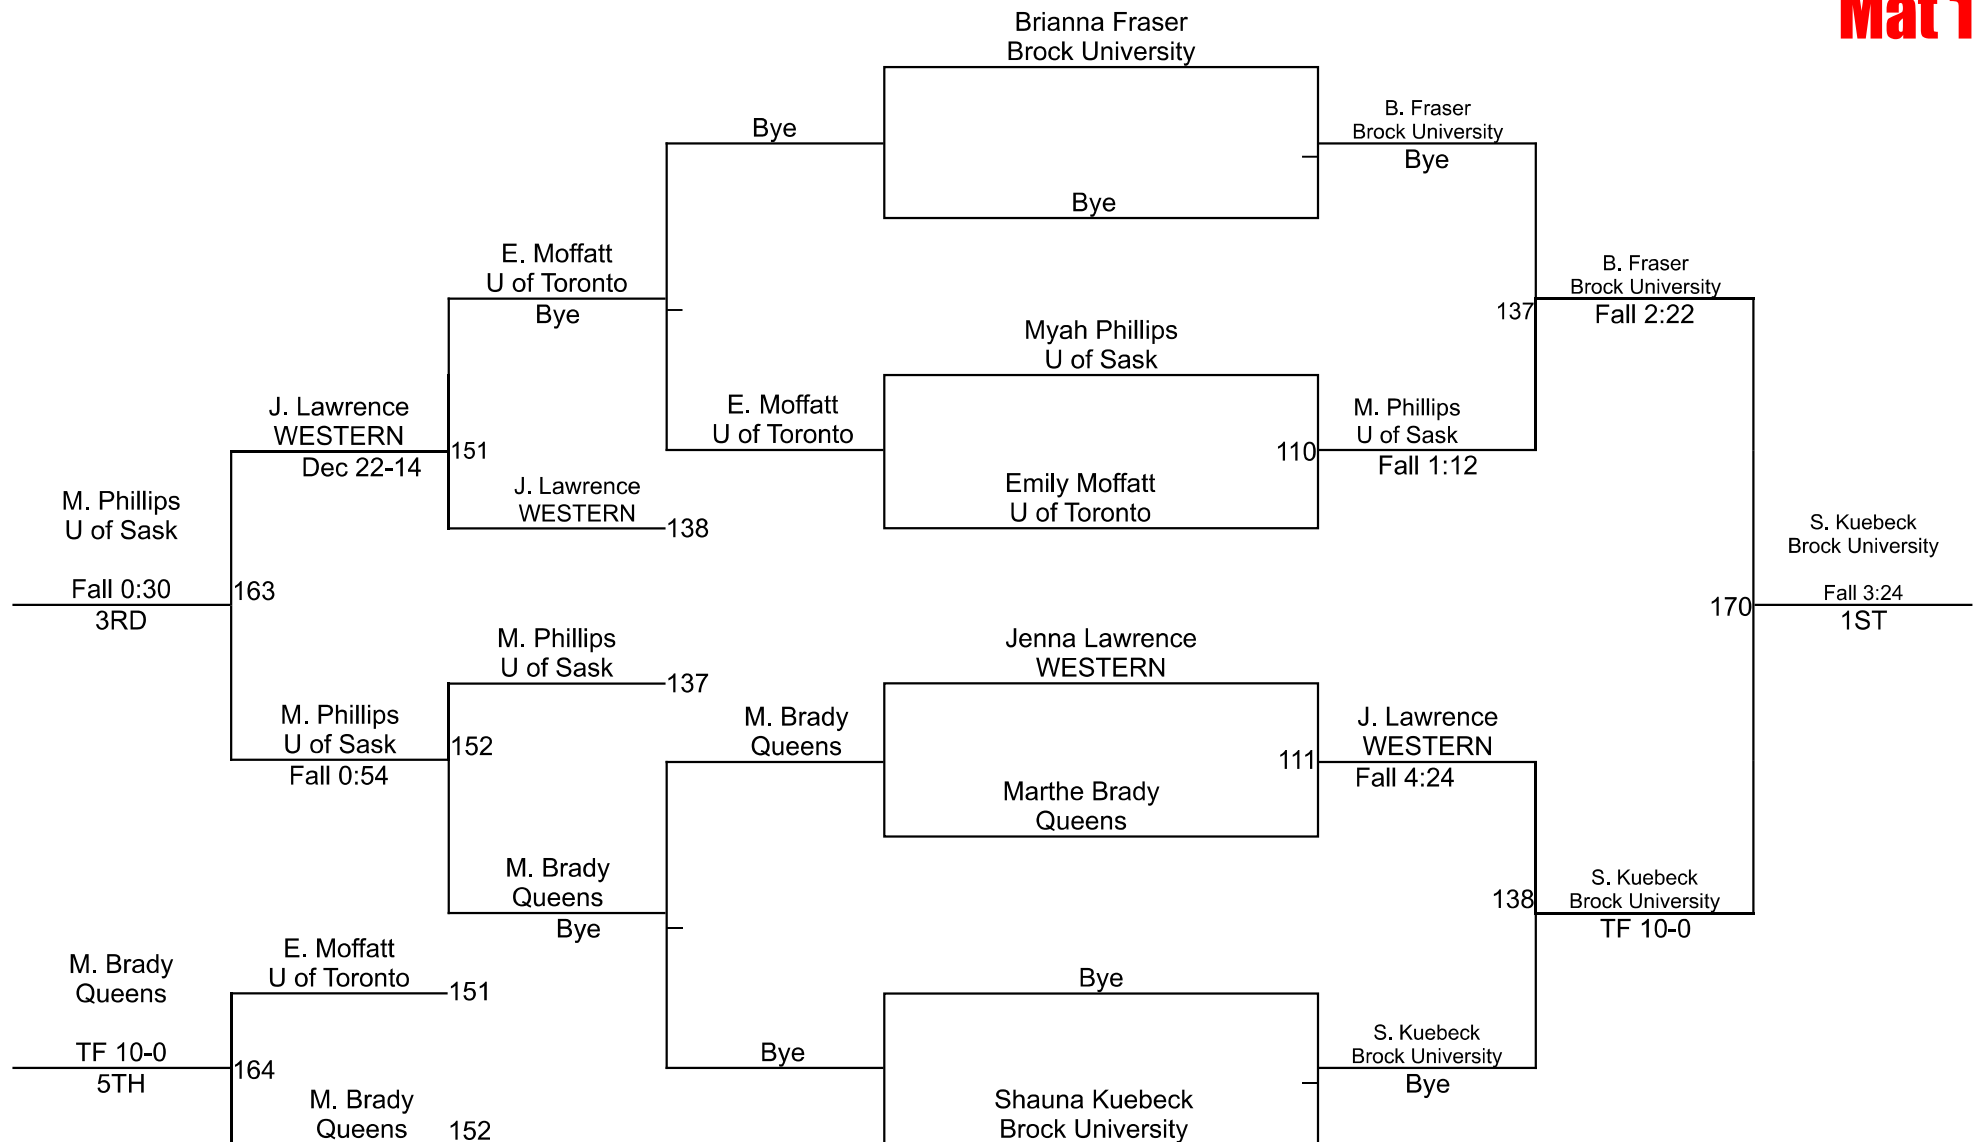 Mat 1
Brianna Fraser
Brock University
Bye
B. Fraser
Brock University
Bye
Bye
E. Moffatt
U of Toronto
Bye
B. Fraser
Brock University
Fall 2:22
137
Myah Phillips
U of Sask
E. Moffatt
U of Toronto
M. Phillips
U of Sask
Fall 1:12
110
J. Lawrence
WESTERN
Dec 22-14
151
Emily Moffatt
U of Toronto
J. Lawrence
WESTERN
138
M. Phillips
U of Sask
Fall 0:30
3RD
163
S. Kuebeck
Brock University
Fall 3:24
1ST
170
M. Phillips
U of Sask
137
Jenna Lawrence
WESTERN
M. Phillips
U of Sask
Fall 0:54
152
M. Brady
Queens
J. Lawrence
WESTERN
Fall 4:24
111
Marthe Brady
Queens
M. Brady
Queens
Bye
138
S. Kuebeck
Brock University
TF 10-0
M. Brady
Queens
TF 10-0
5TH
164
E. Moffatt
U of Toronto
151
Bye
Bye
S. Kuebeck
Brock University
Bye
M. Brady
Queens
152
Shauna Kuebeck
Brock University